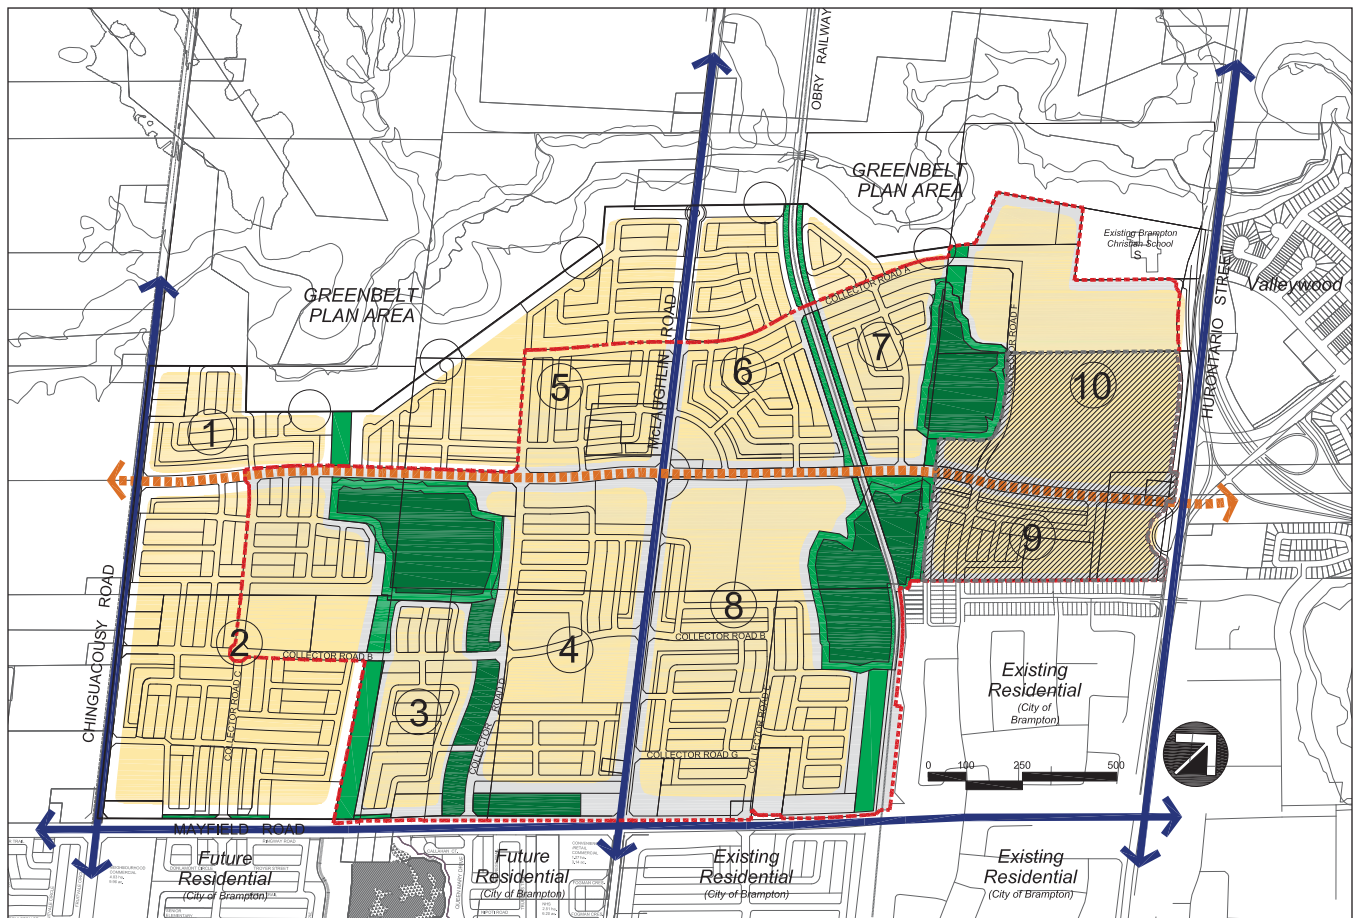 OBRY RAILWAY
GREENBELT
PLAN AREA
Existing Brampton
Christian School
S
Valleywood
HURONTARIO STREET
GREENBELT
PLAN AREA
McLAUGHLIN ROAD
COLLECTOR ROAD A
COLLECTOR ROAD F
1
5
6
7
10
9
2
3
4
8
CHINGUACOUSY ROAD
COLLECTOR ROAD B
COLLECTOR ROAD C
COLLECTOR ROAD D
COLLECTOR ROAD B
COLLECTOR ROAD E
COLLECTOR ROAD G
Existing
Residential
(City of
Brampton)
0 100 250 500
MAYFIELD ROAD
Future
Residential
(City of Brampton)
Future
Residential
(City of Brampton)
Existing
Residential
(City of Brampton)
Existing
Residential
(City of Brampton)
RINGWAY ROAD
CALLAHAN CT.